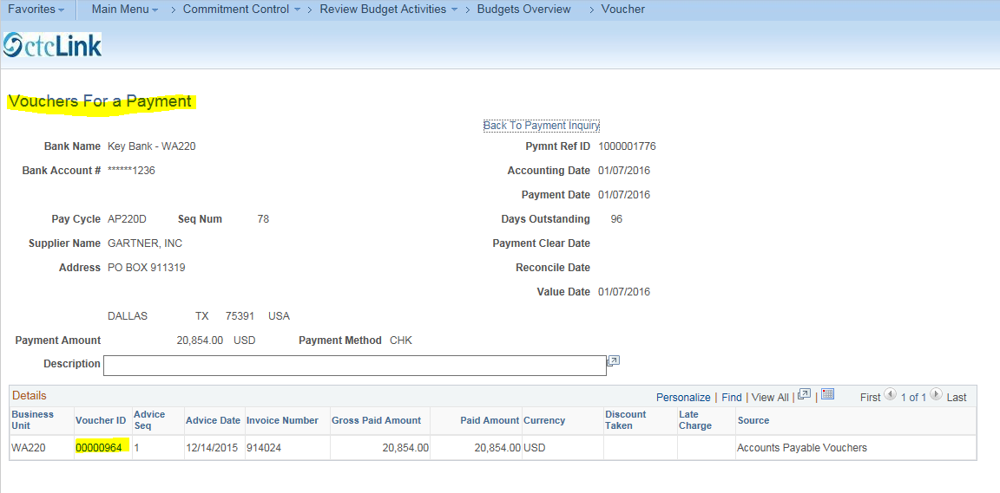 Favorites Main Menu > Commitment Control > Review Budget Activities > Budgets Overview > Voucher
ctcLink
Vouchers For a Payment
Back To Payment Inquiry
Bank Name Key Bank - WA220 Pymnt Ref ID 1000001776
Bank Account # ******1236 Accounting Date 01/07/2016
Payment Date 01/07/2016
Pay Cycle AP220D Seq Num 78 Days Outstanding 96
Supplier Name GARTNER, INC Payment Clear Date
Address PO BOX 911319 Reconcile Date
Value Date 01/07/2016
DALLAS TX 75391 USA
Payment Amount 20,854.00 USD Payment Method CHK
Description
Details Personalize | Find | View All | | First 1 of 1 Last
Business Unit Voucher ID Advice Seq Advice Date Invoice Number Gross Paid Amount Paid Amount Currency Discount Taken Late Charge Source
WA220 00000964 1 12/14/2015 914024 20,854.00 20,854.00 USD Accounts Payable Vouchers